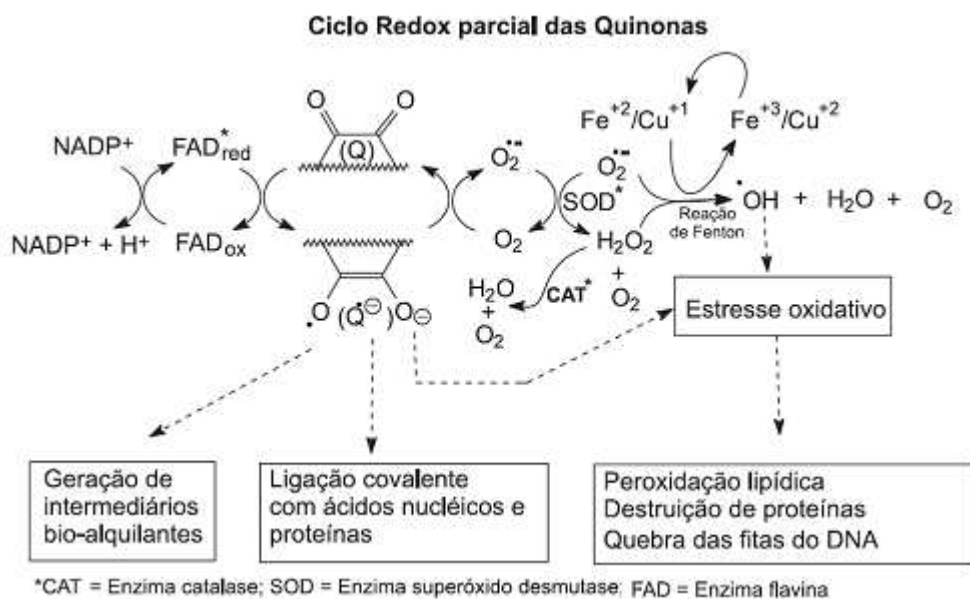 Ciclo Redox parcial das Quinonas
O O
(Q)
NADP+ FAD*red
NADP+ + H+ FADox
O2•- O2•-
O2
SOD*
H2O2
+
O2
CAT*
H2O
+
O2
Fe+2/Cu+1 Fe+3/Cu+2
Reação
de Fenton
•OH + H2O + O2
•O (Q•⊖) O⊖
Estresse oxidativo
Geração de
intermediários
bio-alquilantes
Ligação covalente
com ácidos nucléicos e
proteínas
Peroxidação lipídica
Destruição de proteínas
Quebra das fitas do DNA
*CAT = Enzima catalase; SOD = Enzima superóxido desmutase; FAD = Enzima flavina